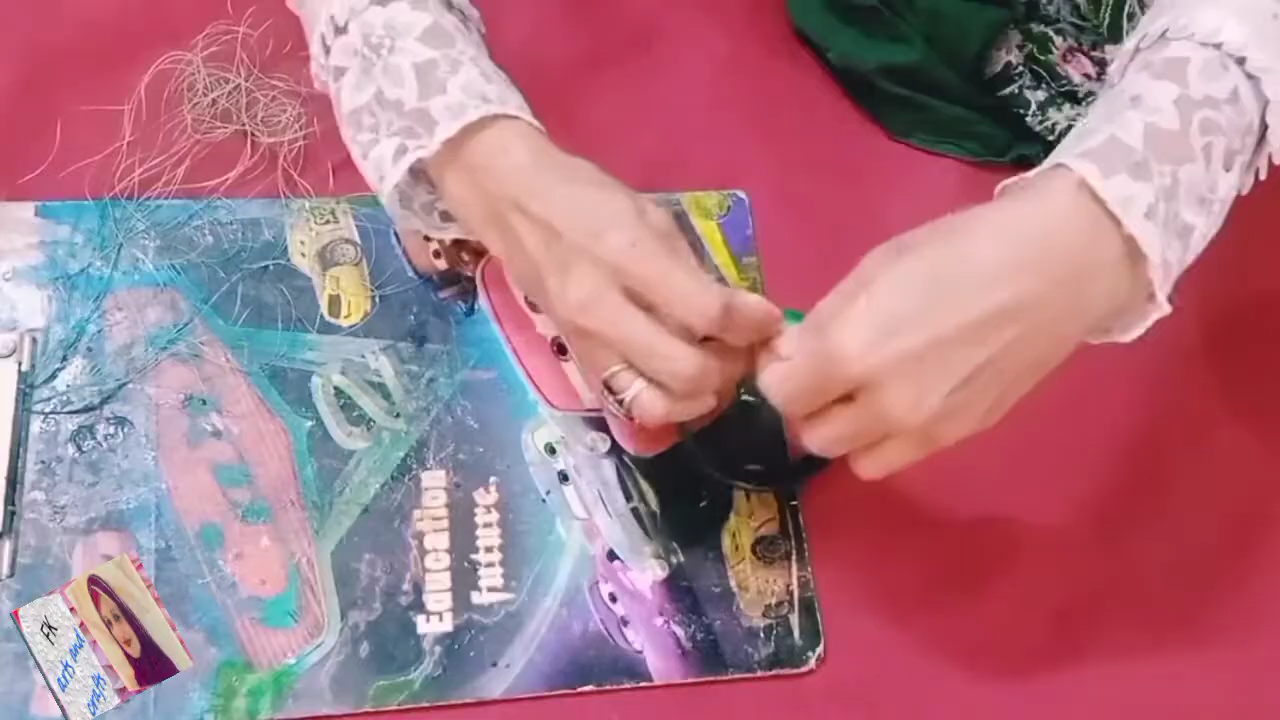 Education
future.
FK
arts and
crafts